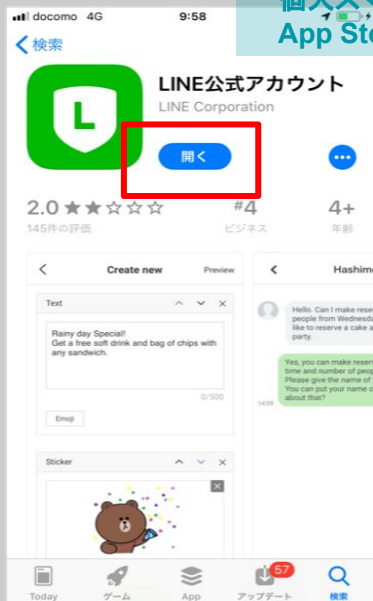 docomo 4G 9:58
App Sto
検索
LINE公式アカウント
LINE Corporation
開く
2.0 #4 4+
145件の評価 ビジネス 年齢
Create new Preview
Text
Rainy day Special!
Get a free soft drink and bag of chips with
any sandwich.
0/500
Emoji
Sticker
Hashim
Hello. Can I make rese
people from Wednesda
like to reserve a cake a
party.
Yes, you can make reser
time and number of peop
Please give the name of
You can put your name o
about that?
14:05
57
Today ゲーム App アップデート 検索